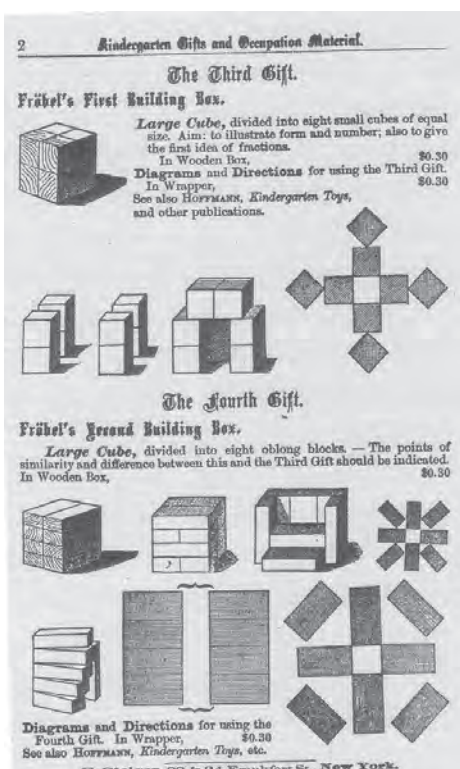 2 Kindergarten Gifts and Occupation Material.
The Third Gift.
Fröbel's First Building Box.
Large Cube, divided into eight small cubes of equal
size. Aim: to illustrate form and number; also to give
the first idea of fractions.
In Wooden Box, $0.30
Diagrams and Directions for using the Third Gift.
In Wrapper, $0.30
See also HOFFMANN, Kindergarten Toys,
and other publications.
The Fourth Gift.
Fröbel's Second Building Box.
Large Cube, divided into eight oblong blocks. — The points of
similarity and difference between this and the Third Gift should be indicated.
In Wooden Box, $0.30
Diagrams and Directions for using the
Fourth Gift. In Wrapper, $0.30
See also HOFFMANN, Kindergarten Toys, etc.
St., New York.